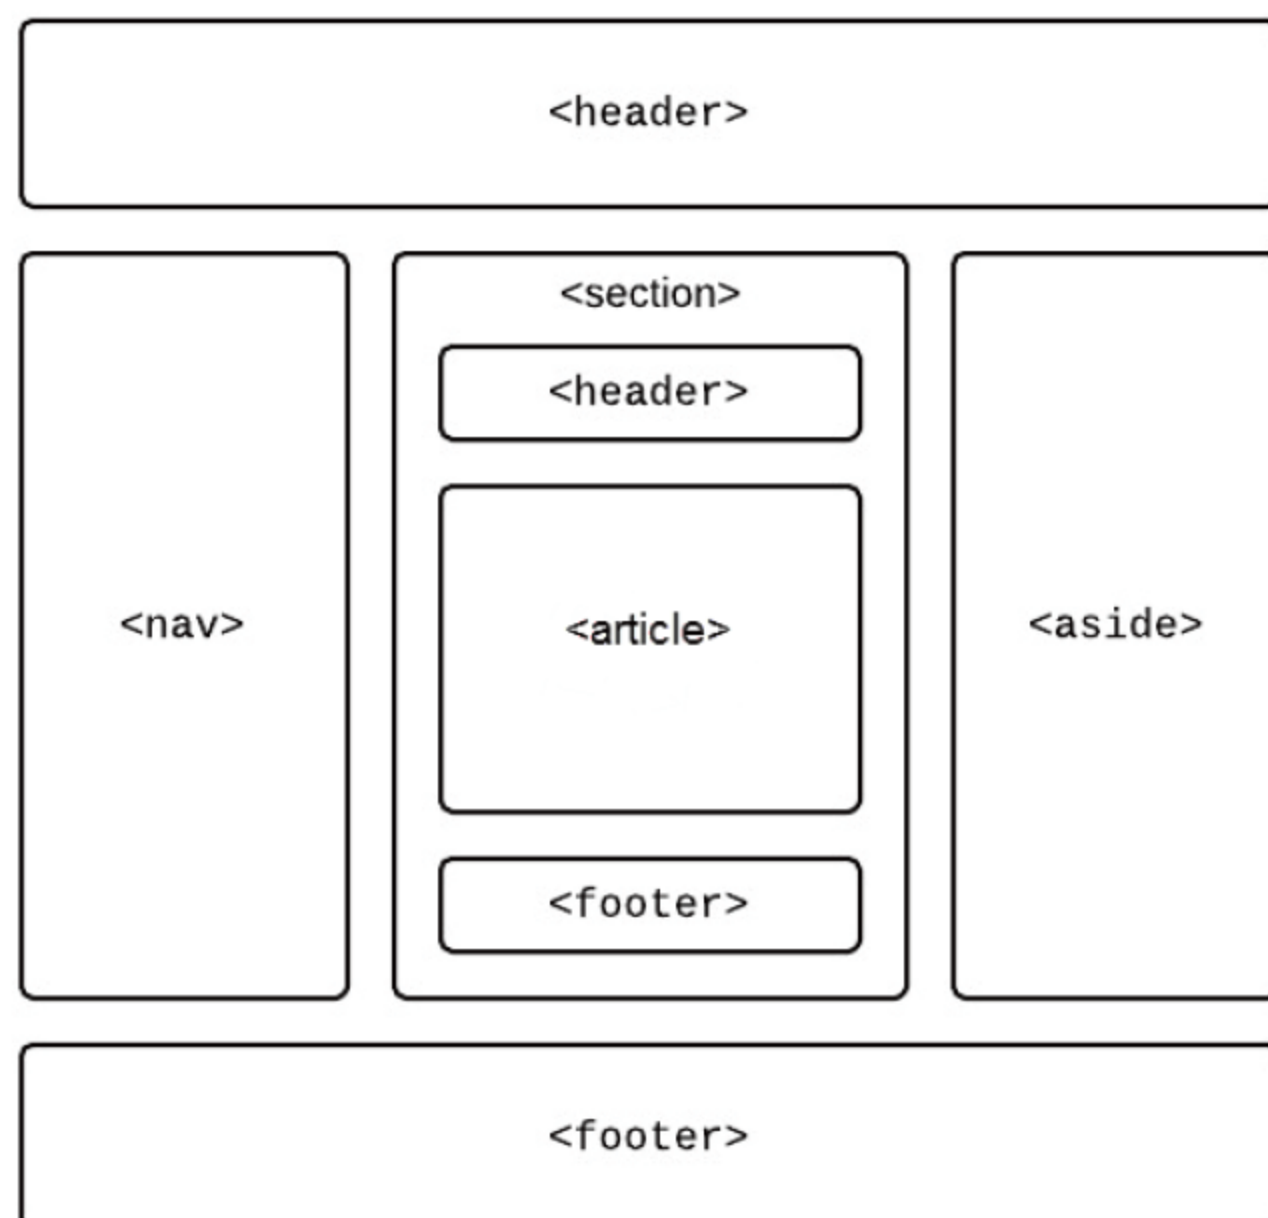 <header>
<section>
<header>
<nav>
<article>
<aside>
<footer>
<footer>